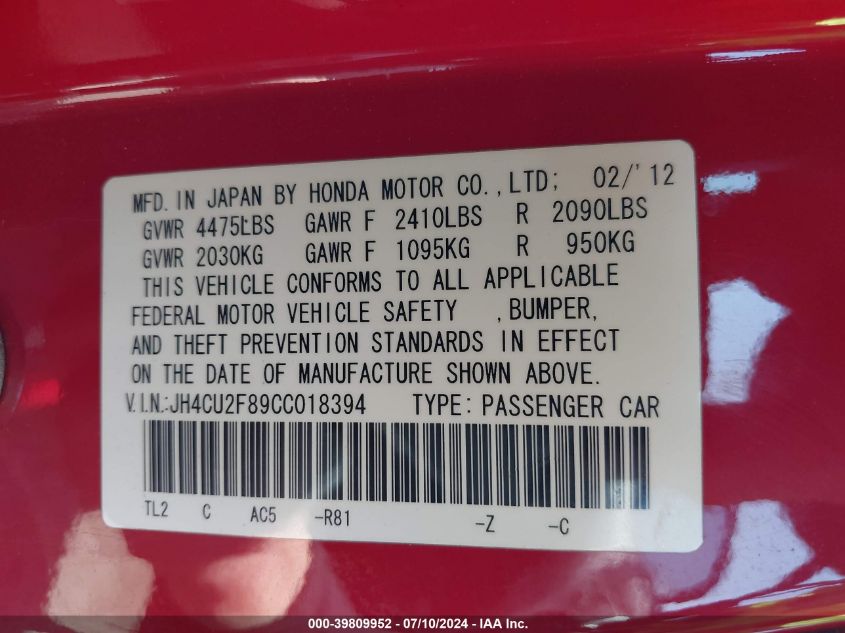 MFD. IN JAPAN BY HONDA MOTOR CO., LTD; 02/'12
GVWR 4475LBS GAWR F 2410LBS R 2090LBS
GVWR 2030KG GAWR F 1095KG R 950KG
THIS VEHICLE CONFORMS TO ALL APPLICABLE
FEDERAL MOTOR VEHICLE SAFETY ,BUMPER,
AND THEFT PREVENTION STANDARDS IN EFFECT
ON THE DATE OF MANUFACTURE SHOWN ABOVE.
V.I.N.:JH4CU2F89CC018394 TYPE: PASSENGER CAR
TL2 C AC5 -R81 -Z -C
000-39809952 - 07/10/2024 - IAA Inc.